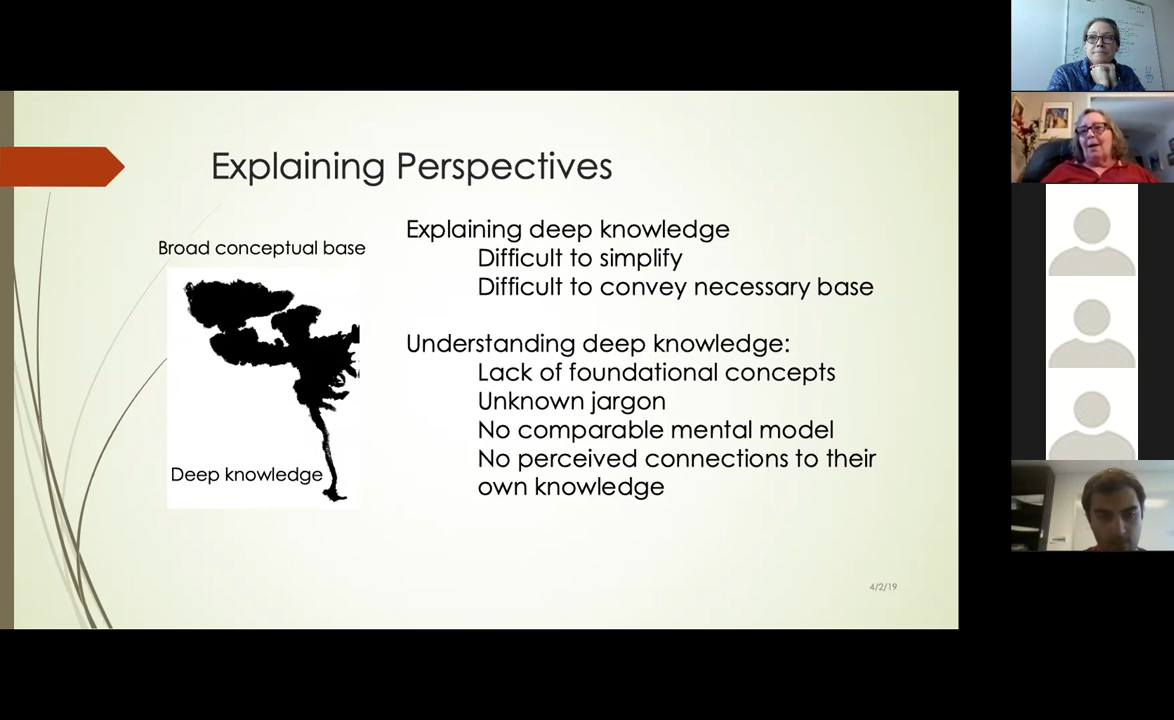 Explaining Perspectives
Broad conceptual base
Deep knowledge
Explaining deep knowledge
Difficult to simplify
Difficult to convey necessary base
Understanding deep knowledge:
Lack of foundational concepts
Unknown jargon
No comparable mental model
No perceived connections to their
own knowledge
4/2/19